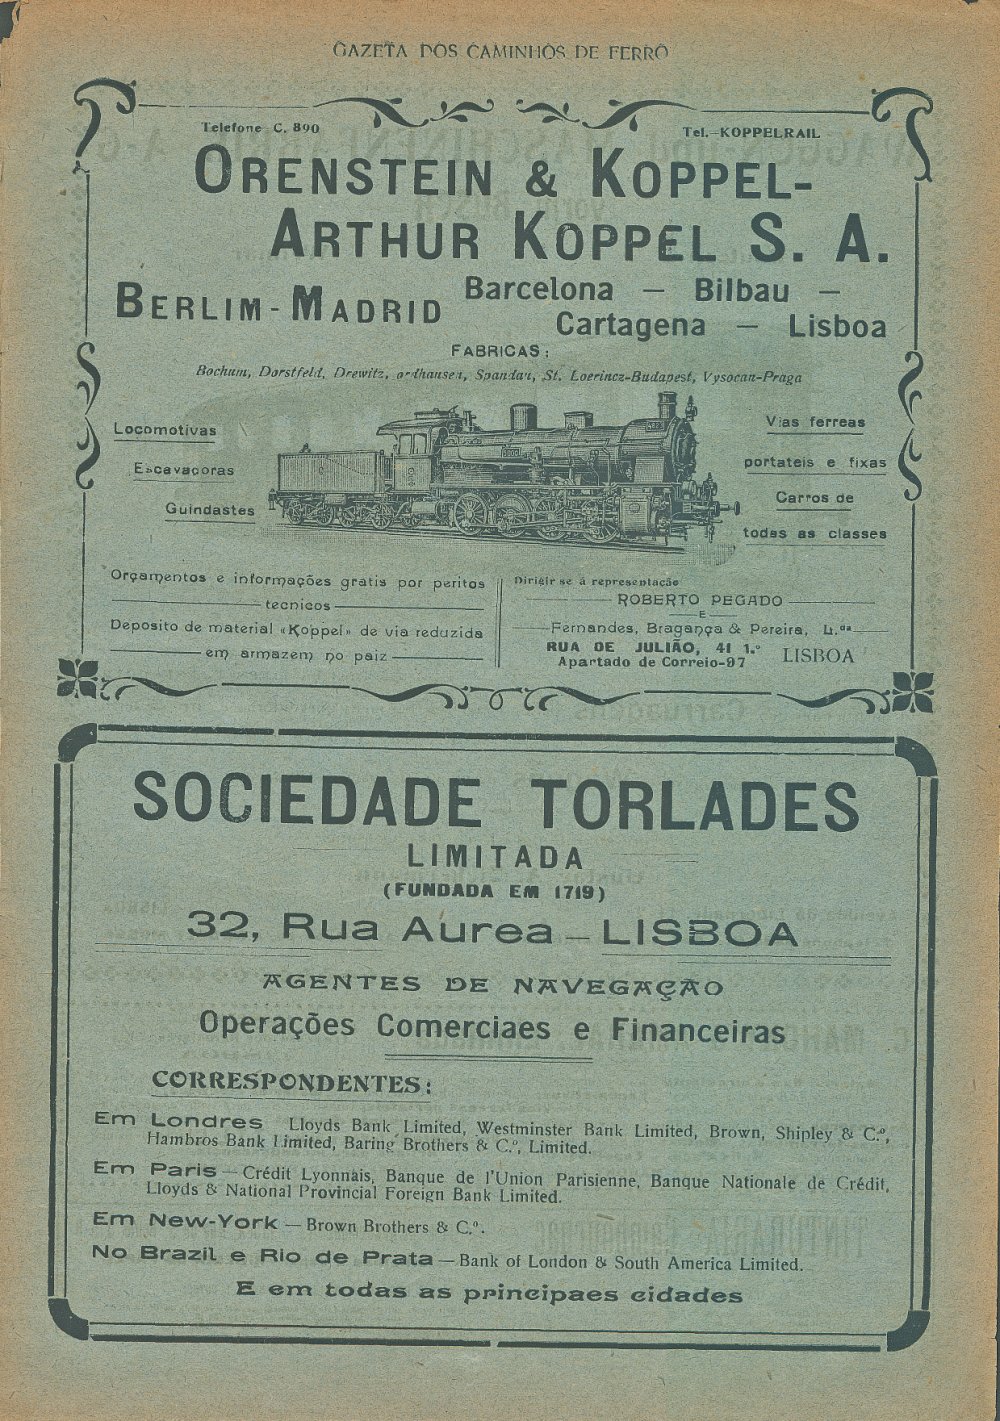 GAZETA DOS CAMINHOS DE FERRO
Telefone C. 890
Tel.—KOPPELRAIL
ORENSTEIN & KOPPEL-
ARTHUR KOPPEL S. A.
BERLIM-MADRID
Barcelona — Bilbau —
Cartagena — Lisboa
FABRICAS:
Bochum, Dorstfeld, Drewitz, ordhausen, Spandau, St. Loerincz-Budapest, Vysocan-Praga
Locomotivas
Escavadoras
Guindastes
Vias ferreas
portateis e fixas
Carros de
todas as classes
Orçamentos e informações gratis por peritos
tecnicos
Deposito de material «Koppel» de via reduzida
em armazem no paiz
Dirigir se á representação
ROBERTO PEGADO
E
Fernandes, Bragança & Pereira, L.da
RUA DE JULIÃO, 41 1.º
Apartado de Correio-97
LISBOA
SOCIEDADE TORLADES
LIMITADA
(FUNDADA EM 1719)
32, Rua Aurea — LISBOA
AGENTES DE NAVEGAÇÃO
Operações Comerciaes e Financeiras
CORRESPONDENTES:
Em Londres Lloyds Bank Limited, Westminster Bank Limited, Brown, Shipley & C.º,
Hambros Bank Limited, Baring Brothers & C.º, Limited.
Em Paris — Crédit Lyonnais, Banque de l'Union Parisienne, Banque Nationale de Crédit,
Lloyds & National Provincial Foreign Bank Limited.
Em New-York — Brown Brothers & C.º.
No Brazil e Rio de Prata — Bank of London & South America Limited.
E em todas as principaes cidades